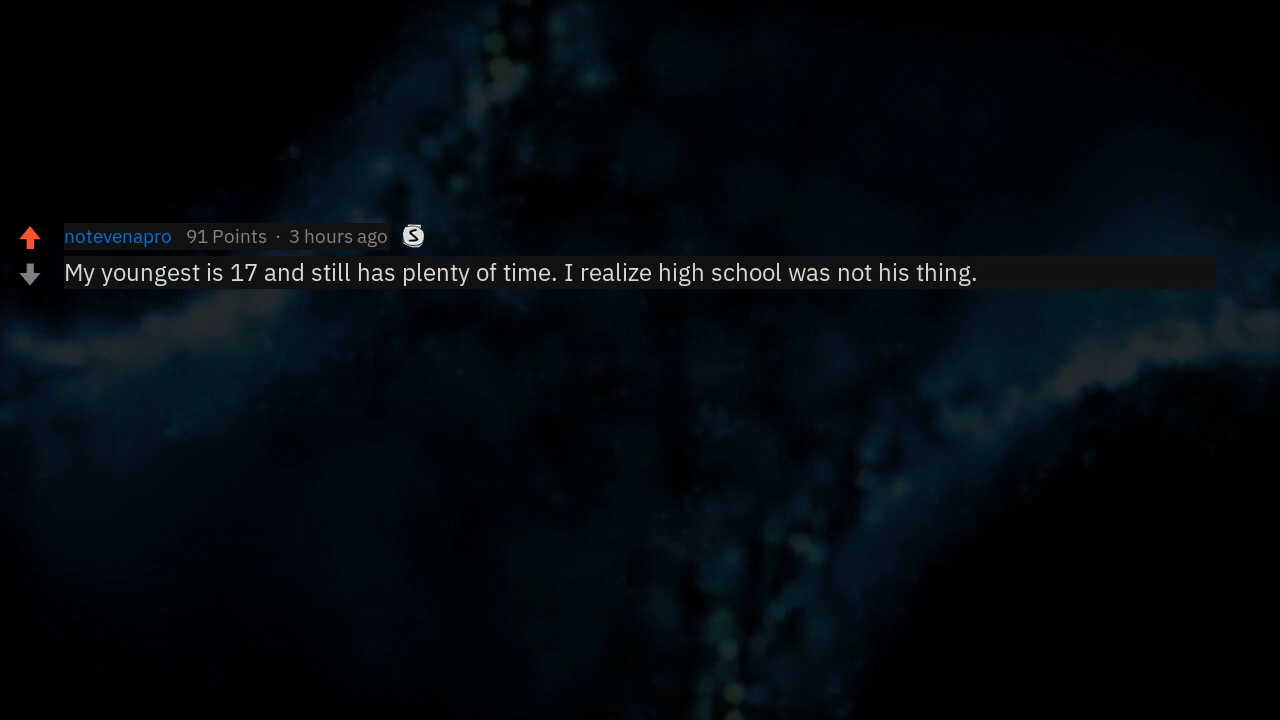 notevenapro 91 Points · 3 hours ago S
My youngest is 17 and still has plenty of time. I realize high school was not his thing.